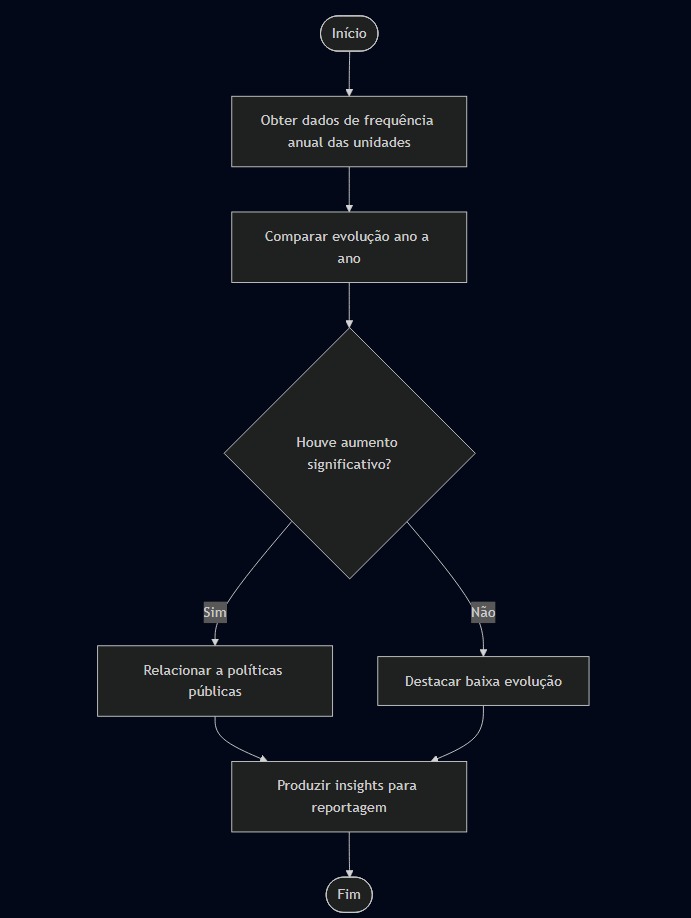 Início
Obter dados de frequência
anual das unidades
Comparar evolução ano a
ano
Houve aumento
significativo?
Sim
Não
Relacionar a políticas
públicas
Destacar baixa evolução
Produzir insights para
reportagem
Fim